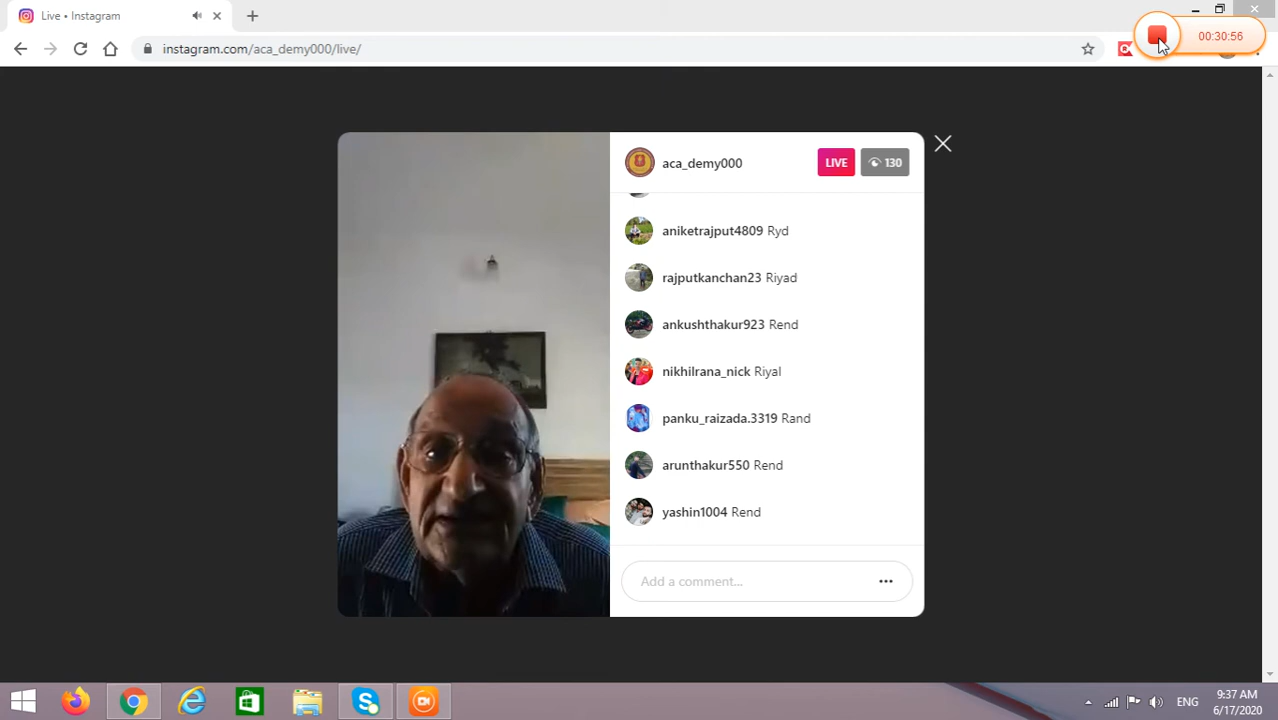 Live • Instagram
00:30:56
instagram.com/aca_demy000/live/
aca_demy000 LIVE 130
aniketrajput4809 Ryd
rajputkanchan23 Riyad
ankushthakur923 Rend
nikhilrana_nick Riyal
panku_raizada.3319 Rand
arunthakur550 Rend
yashin1004 Rend
Add a comment...
ENG
9:37 AM
6/17/2020